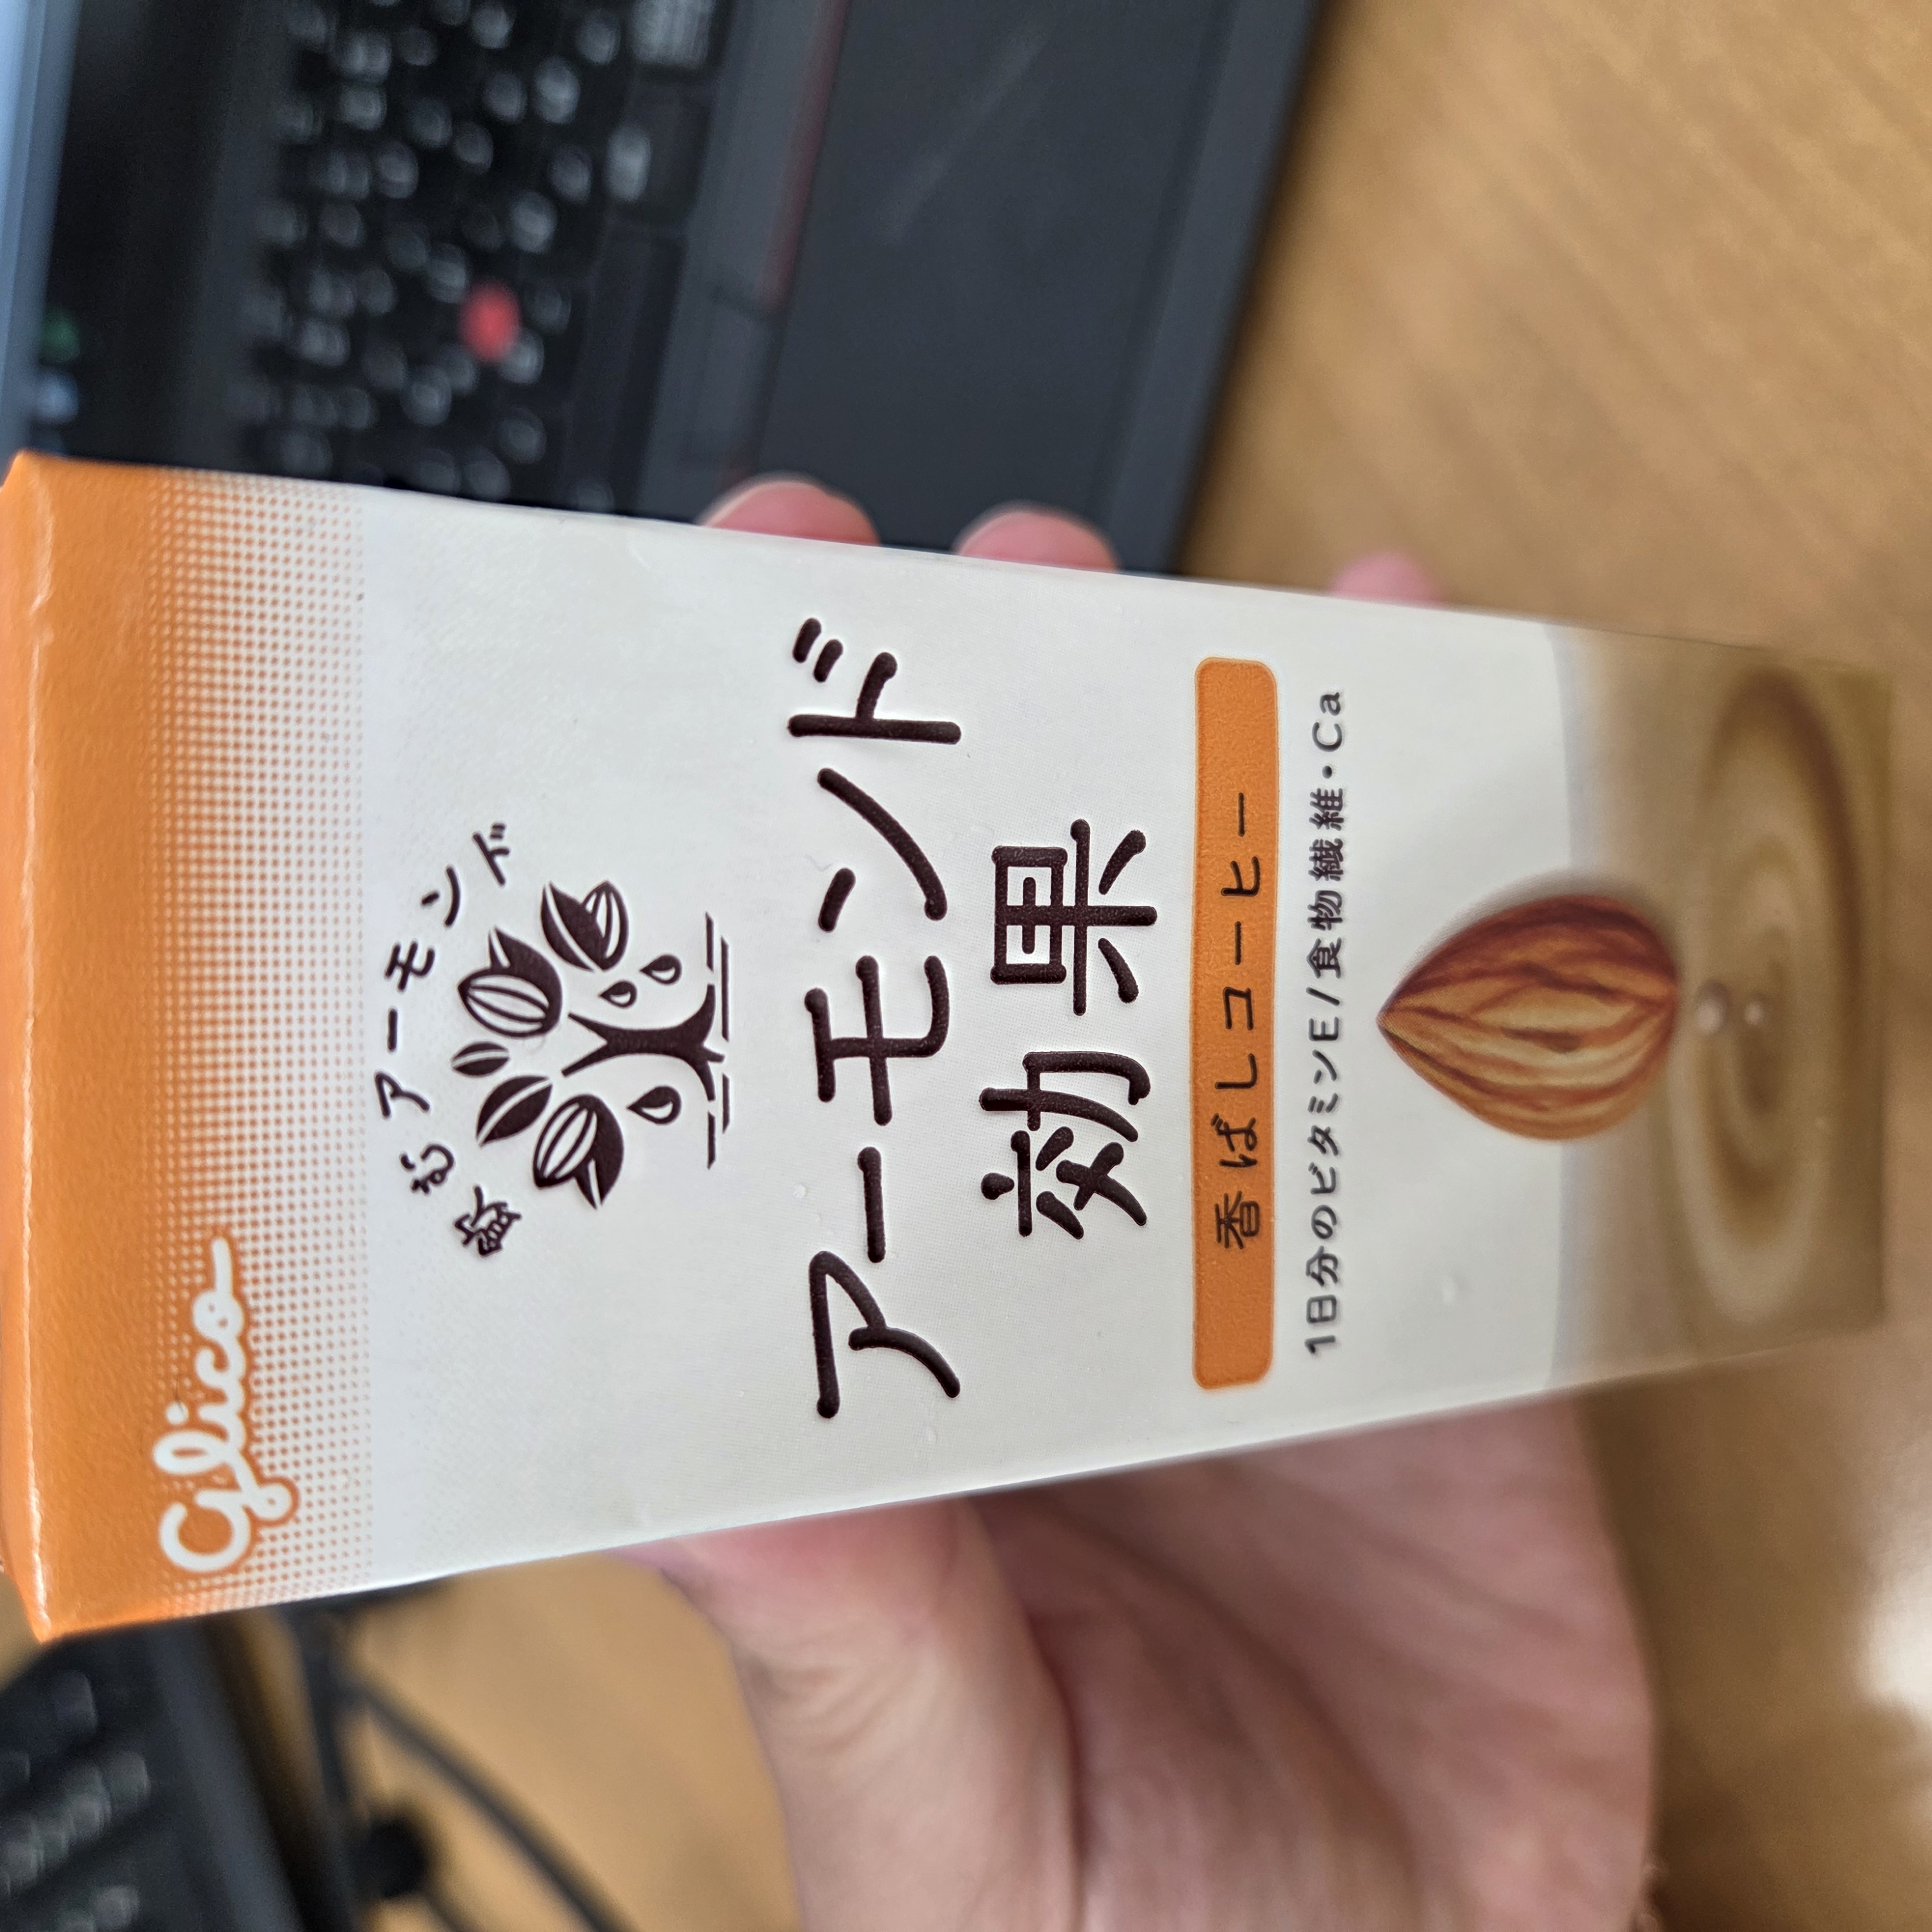 Glico
飲むアーモンド
アーモンド
効果
香ばしコーヒー
1日分のビタミンE/食物繊維・Ca